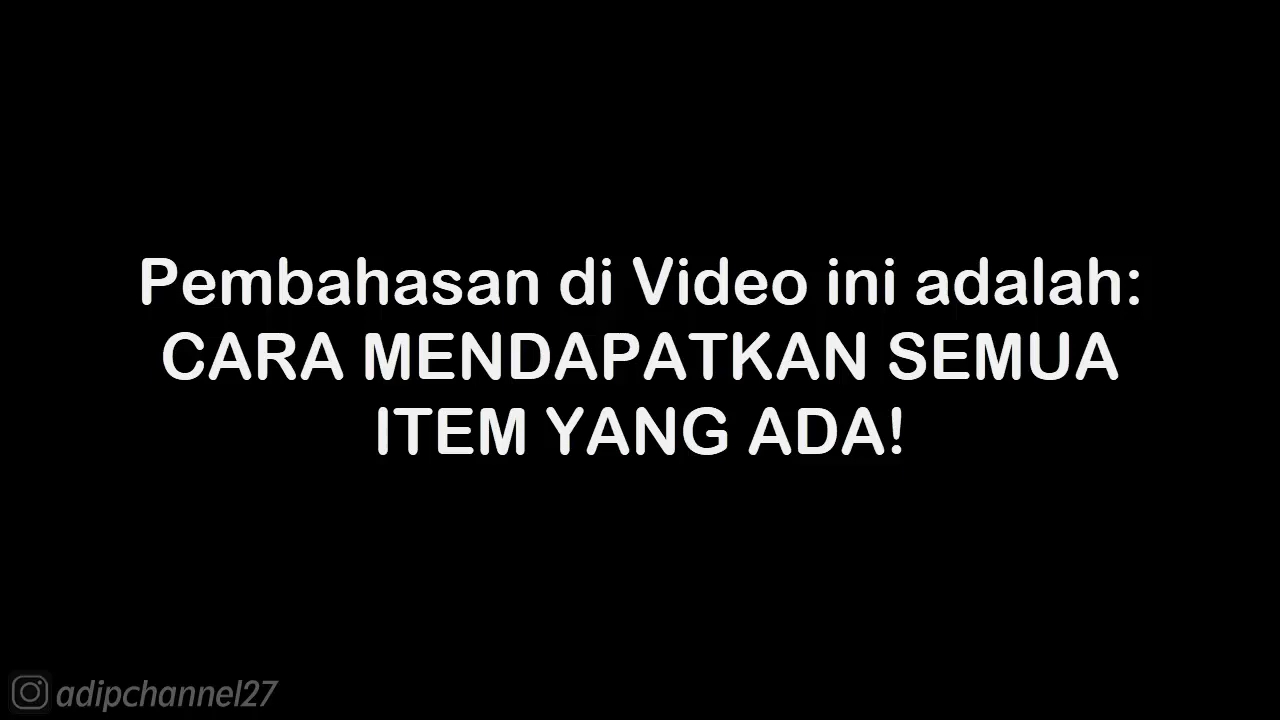 Pembahasan di Video ini adalah:
CARA MENDAPATKAN SEMUA
ITEM YANG ADA!
adipchannel27